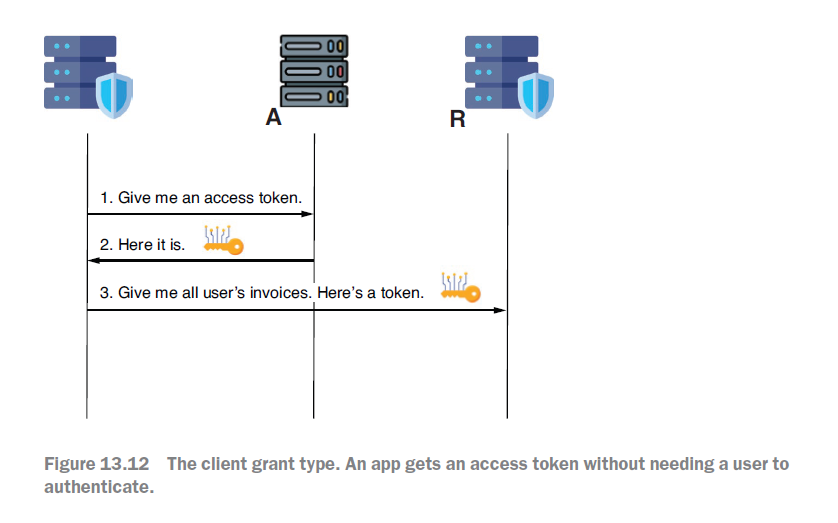 A
R
1. Give me an access token.
2. Here it is.
3. Give me all user’s invoices. Here’s a token.
Figure 13.12 The client grant type. An app gets an access token without needing a user to
authenticate.